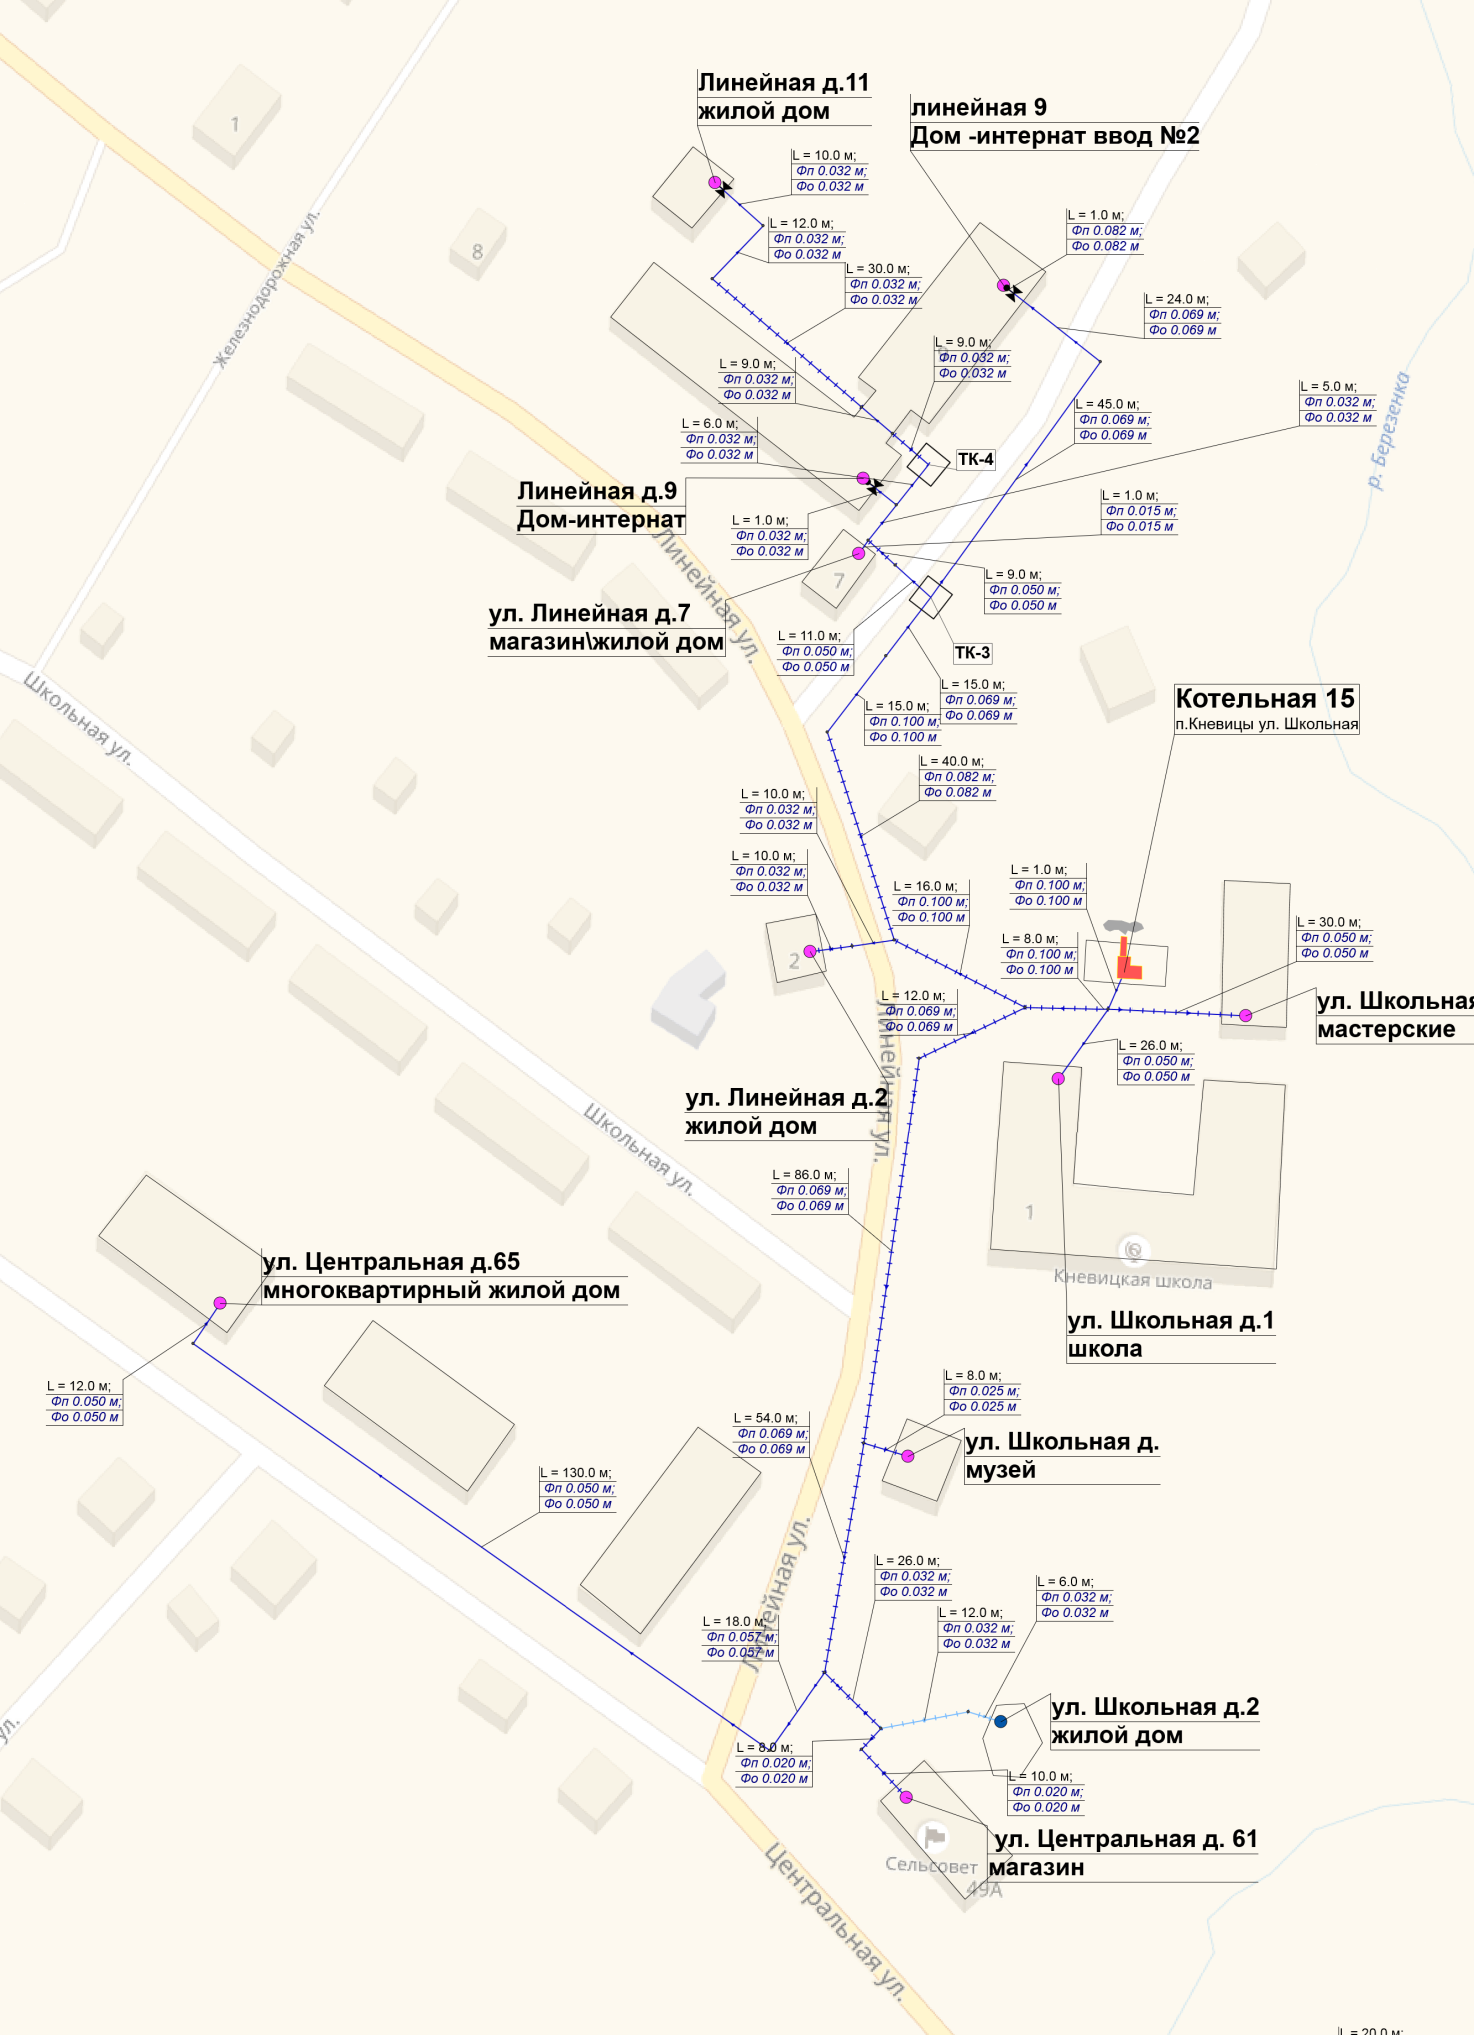 Линейная д.11
жилой дом
линейная 9
Дом -интернат ввод №2
1
L = 10.0 м;
Фп 0.032 м;
Фо 0.032 м
L = 12.0 м;
Фп 0.032 м;
Фо 0.032 м
L = 1.0 м;
Фп 0.082 м;
Фо 0.082 м
8
Железнодорожная ул.
L = 30.0 м;
Фп 0.032 м;
Фо 0.032 м
L = 24.0 м;
Фп 0.069 м;
Фо 0.069 м
L = 9.0 м;
Фп 0.032 м;
Фо 0.032 м
L = 9.0 м;
Фп 0.032 м;
Фо 0.032 м
L = 5.0 м;
Фп 0.032 м;
Фо 0.032 м
р. Березенка
L = 45.0 м;
Фп 0.069 м;
Фо 0.069 м
L = 6.0 м;
Фп 0.032 м;
Фо 0.032 м
ТК-4
Линейная д.9
Дом-интернат
L = 1.0 м;
Фп 0.015 м;
Фо 0.015 м
L = 1.0 м;
Фп 0.032 м;
Фо 0.032 м
7
L = 9.0 м;
Фп 0.050 м;
Фо 0.050 м
Линейная ул.
ул. Линейная д.7
магазин\жилой дом
L = 11.0 м;
Фп 0.050 м;
Фо 0.050 м
ТК-3
L = 15.0 м;
Фп 0.069 м;
Фо 0.069 м
Котельная 15
п.Кневицы ул. Школьная
L = 15.0 м;
Фп 0.100 м;
Фо 0.100 м
Школьная ул.
L = 40.0 м;
Фп 0.082 м;
Фо 0.082 м
L = 10.0 м;
Фп 0.032 м;
Фо 0.032 м
L = 10.0 м;
Фп 0.032 м;
Фо 0.032 м
L = 16.0 м;
Фп 0.100 м;
Фо 0.100 м
L = 1.0 м;
Фп 0.100 м;
Фо 0.100 м
L = 8.0 м;
Фп 0.100 м;
Фо 0.100 м
L = 30.0 м;
Фп 0.050 м;
Фо 0.050 м
2
L = 12.0 м;
Фп 0.069 м;
Фо 0.069 м
ул. Школьная
мастерские
L = 26.0 м;
Фп 0.050 м;
Фо 0.050 м
Линейная ул.
ул. Линейная д.2
жилой дом
Школьная ул.
L = 86.0 м;
Фп 0.069 м;
Фо 0.069 м
1
Кневицкая школа
ул. Центральная д.65
многоквартирный жилой дом
ул. Школьная д.1
школа
L = 12.0 м;
Фп 0.050 м;
Фо 0.050 м
L = 8.0 м;
Фп 0.025 м;
Фо 0.025 м
L = 54.0 м;
Фп 0.069 м;
Фо 0.069 м
ул. Школьная д.
музей
L = 130.0 м;
Фп 0.050 м;
Фо 0.050 м
Линейная ул.
L = 26.0 м;
Фп 0.032 м;
Фо 0.032 м
L = 6.0 м;
Фп 0.032 м;
Фо 0.032 м
L = 12.0 м;
Фп 0.032 м;
Фо 0.032 м
L = 18.0 м;
Фп 0.057 м;
Фо 0.057 м
ул. Школьная д.2
жилой дом
ул.
L = 8.0 м;
Фп 0.020 м;
Фо 0.020 м
L = 10.0 м;
Фп 0.020 м;
Фо 0.020 м
ул. Центральная д. 61
магазин
Сельсовет
49А
Центральная ул.
L = 20.0 м;